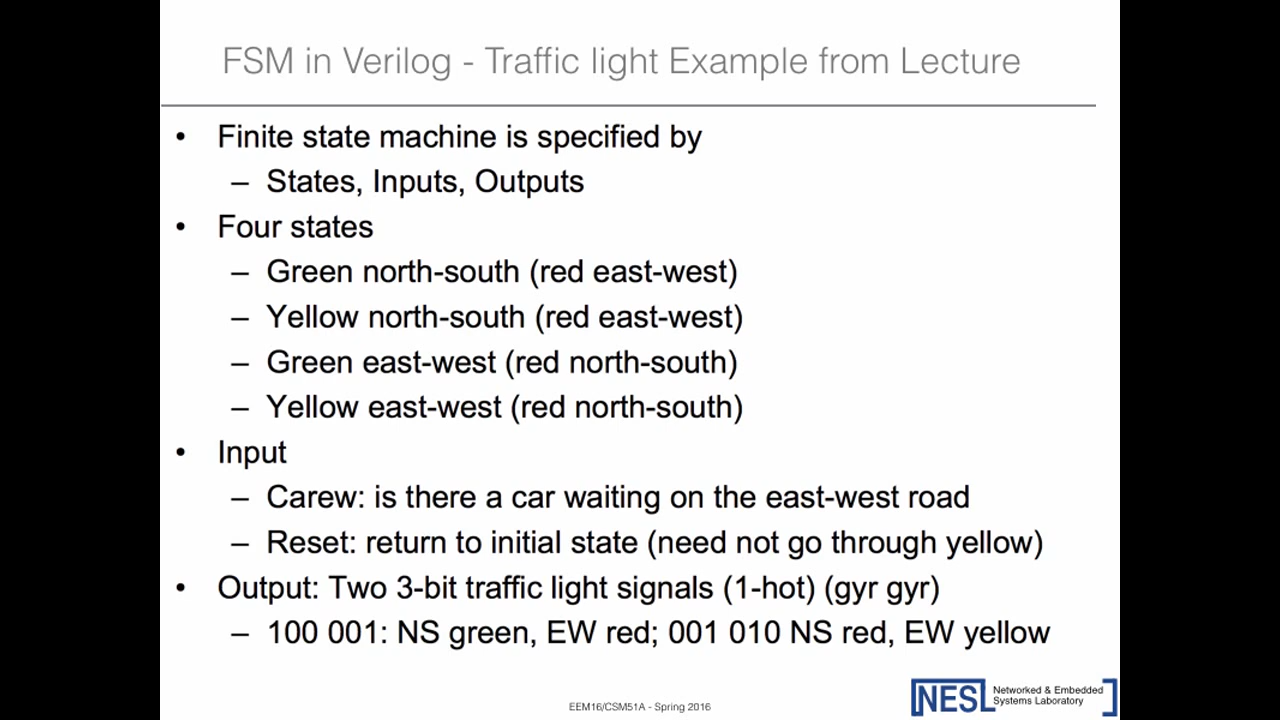 FSM in Verilog - Traffic light Example from Lecture
• Finite state machine is specified by
– States, Inputs, Outputs
• Four states
– Green north-south (red east-west)
– Yellow north-south (red east-west)
– Green east-west (red north-south)
– Yellow east-west (red north-south)
• Input
– Carew: is there a car waiting on the east-west road
– Reset: return to initial state (need not go through yellow)
• Output: Two 3-bit traffic light signals (1-hot) (gyr gyr)
– 100 001: NS green, EW red; 001 010 NS red, EW yellow
EEM16/CSM51A - Spring 2016
NESL
Networked & Embedded
Systems Laboratory